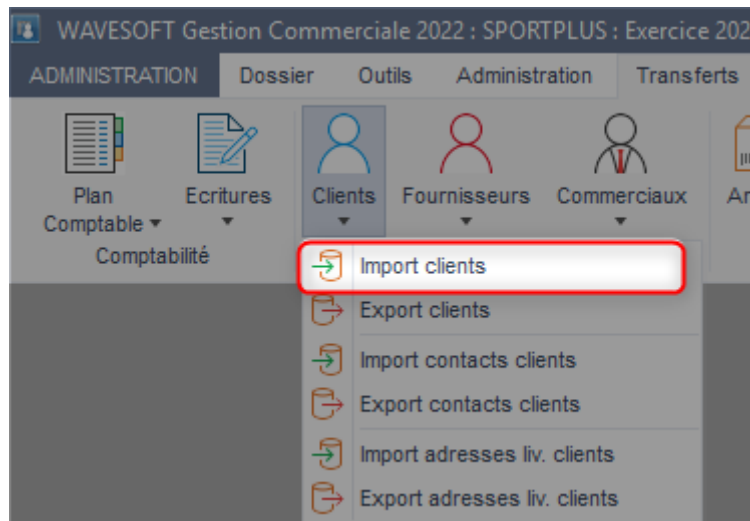 WAVESOFT Gestion Commerciale 2022 : SPORTPLUS : Exercice 202
ADMINISTRATION Dossier Outils Administration Transferts
Plan Comptable
Ecritures
Clients
Fournisseurs
Commerciaux
Ar
Comptabilité
Import clients
Export clients
Import contacts clients
Export contacts clients
Import adresses liv. clients
Export adresses liv. clients